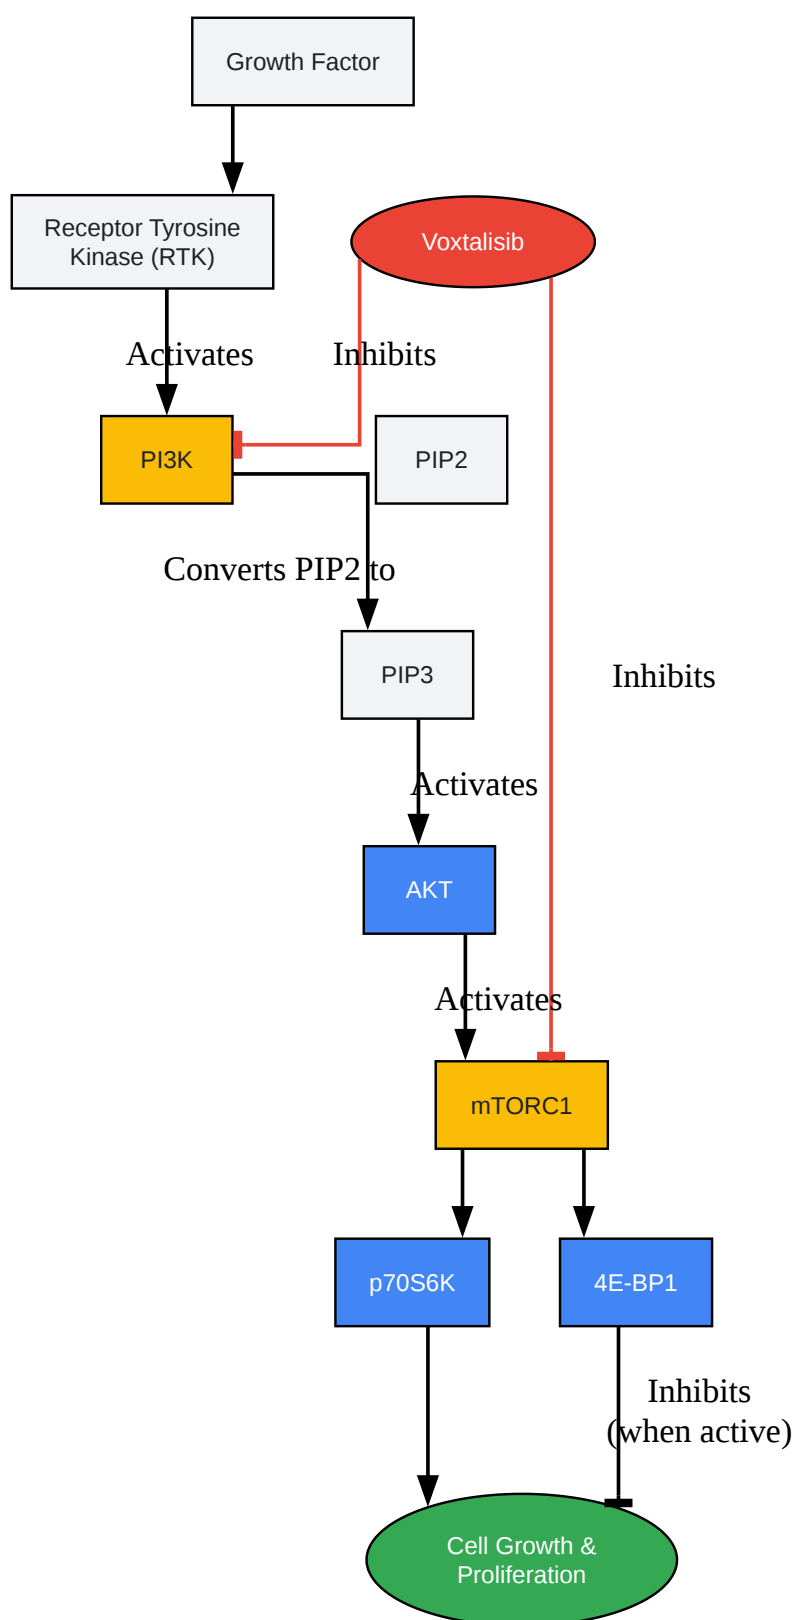 Growth Factor
Receptor Tyrosine
Kinase (RTK)
Voxtalisib
Activates
Inhibits
PI3K
PIP2
Converts PIP2 to
PIP3
Inhibits
Activates
AKT
Activates
mTORC1
p70S6K
4E-BP1
Inhibits
(when active)
Cell Growth &
Proliferation